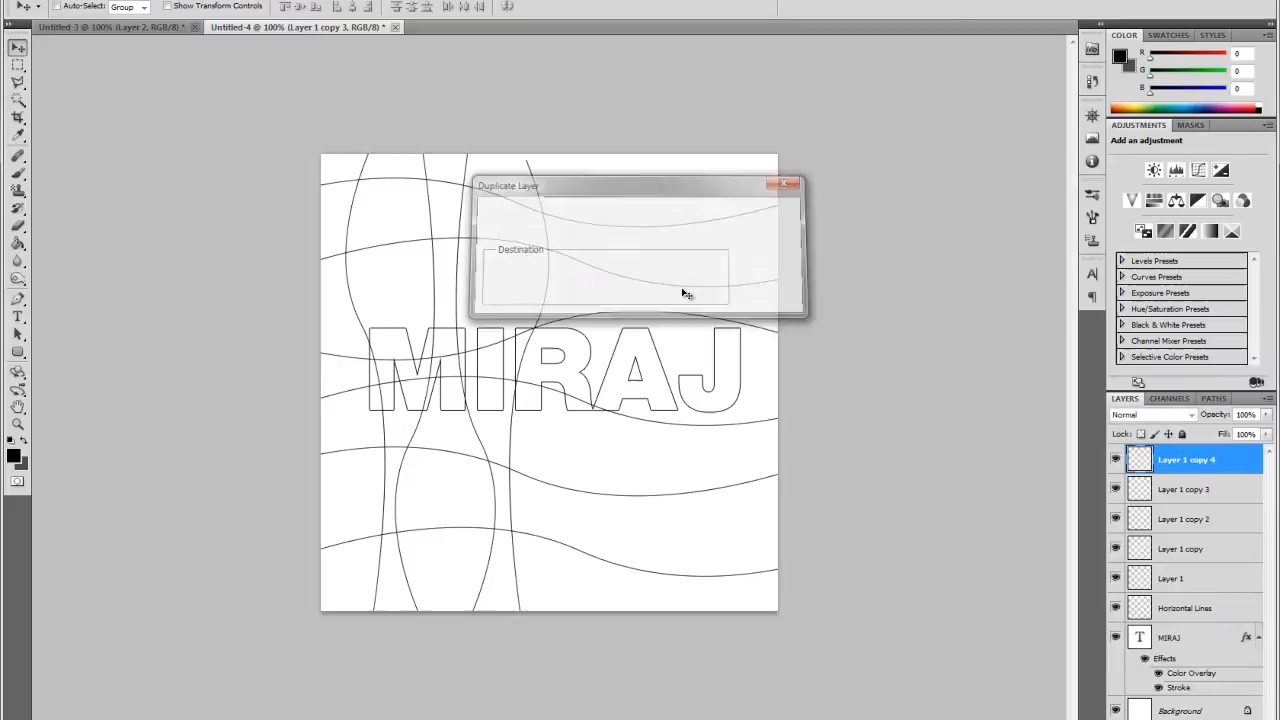 Auto-Select: Group Show Transform Controls
Untitled-3 @ 100% (Layer 2, RGB/8) * Untitled-4 @ 100% (Layer 1 copy 3, RGB/8) *
COLOR SWATCHES STYLES
R 0
G 0
B 0
ADJUSTMENTS MASKS
Add an adjustment
Levels Presets
Curves Presets
Exposure Presets
Hue/Saturation Presets
Black & White Presets
Channel Mixer Presets
Selective Color Presets
LAYERS CHANNELS PATHS
Normal Opacity: 100%
Lock: Fill: 100%
Layer 1 copy 4
Layer 1 copy 3
Layer 1 copy 2
Layer 1 copy
Layer 1
Horizontal Lines
T MIRAJ fx
Effects
Color Overlay
Stroke
Background
Duplicate Layer
Destination
MIRAJ